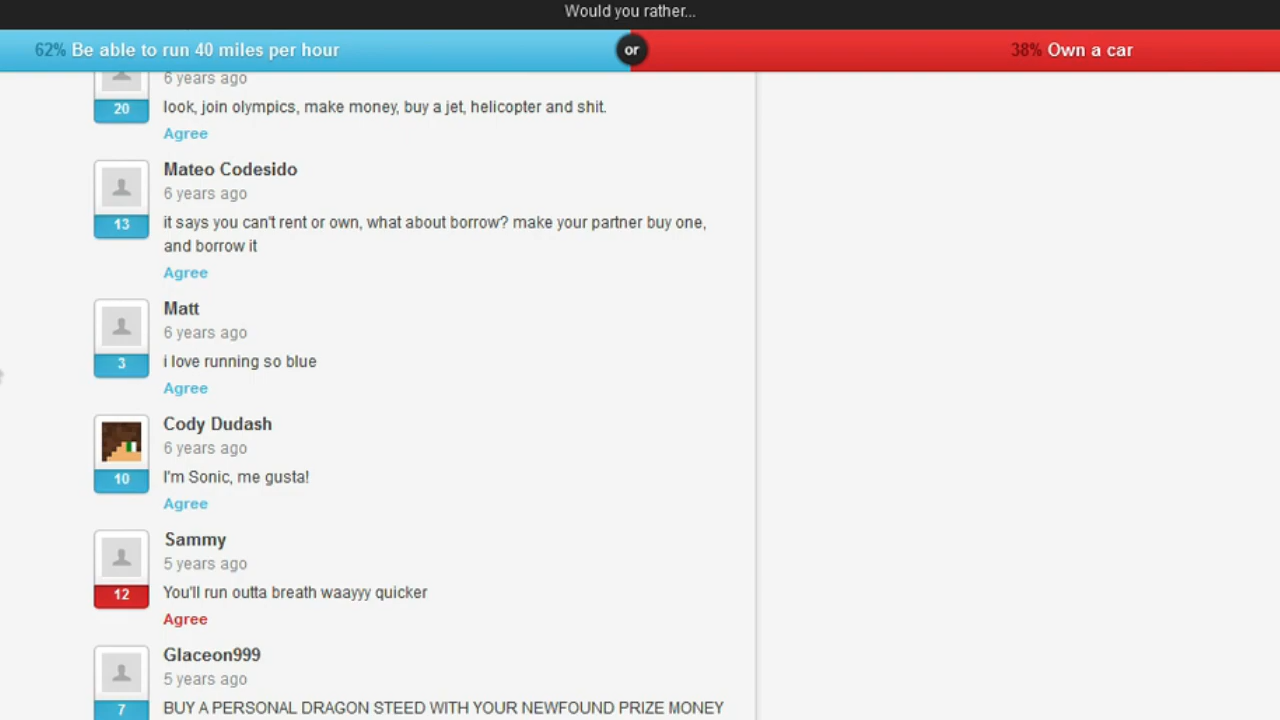 Would you rather...
62% Be able to run 40 miles per hour
or
38% Own a car
6 years ago
20
look, join olympics, make money, buy a jet, helicopter and shit.
Agree
Mateo Codesido
6 years ago
13
it says you can't rent or own, what about borrow? make your partner buy one,
and borrow it
Agree
Matt
6 years ago
3
i love running so blue
Agree
Cody Dudash
6 years ago
10
I'm Sonic, me gusta!
Agree
Sammy
5 years ago
12
You'll run outta breath waayyy quicker
Agree
Glaceon999
5 years ago
7
BUY A PERSONAL DRAGON STEED WITH YOUR NEWFOUND PRIZE MONEY